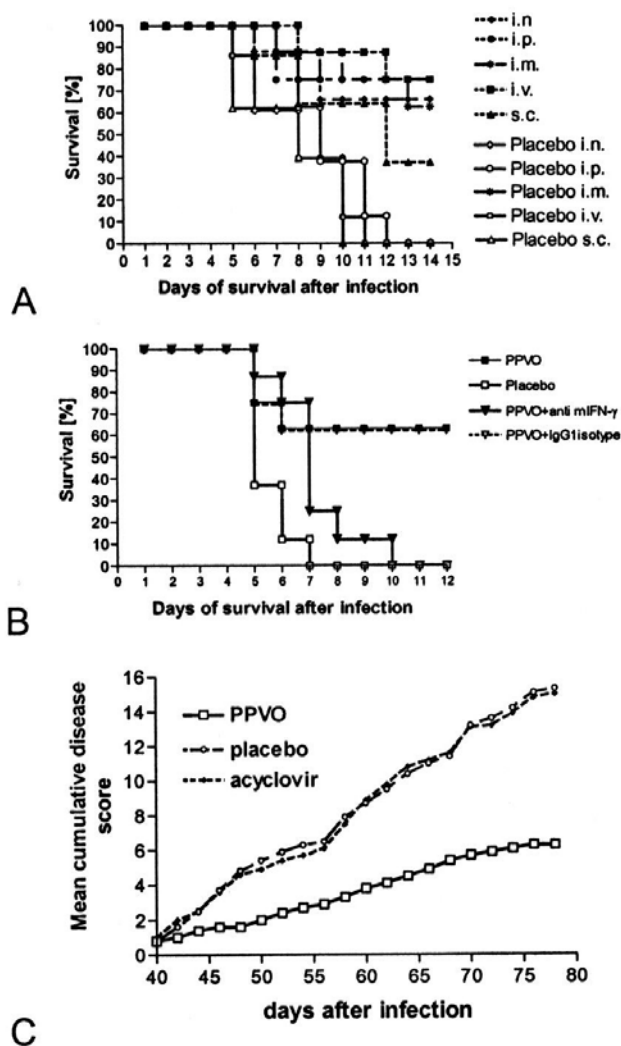 100
90
80
70
60
50
40
30
20
10
0
Survival [%]
0 1 2 3 4 5 6 7 8 9 10 11 12 13 14 15
Days of survival after infection
i.n
i.p.
i.m.
i.v.
s.c.
Placebo i.n.
Placebo i.p.
Placebo i.m.
Placebo i.v.
Placebo s.c.
A
100
90
80
70
60
50
40
30
20
10
0
Survival [%]
0 1 2 3 4 5 6 7 8 9 10 11 12
Days of survival after infection
PPVO
Placebo
PPVO+anti mIFN-γ
PPVO+IgG1isotype
B
16
14
12
10
8
6
4
2
0
Mean cumulative disease
score
PPVO
placebo
acyclovir
40 45 50 55 60 65 70 75 80
days after infection
C